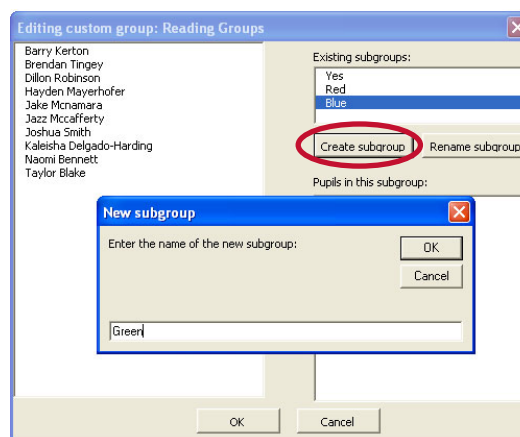 Editing custom group: Reading Groups
Barry Kerton
Brendan Tingey
Dillon Robinson
Hayden Mayerhofer
Jake Mcnamara
Jazz Mccafferty
Joshua Smith
Kaleisha Delgado-Harding
Naomi Bennett
Taylor Blake
Existing subgroups:
Yes
Red
Blue
Create subgroup
Rename subgroup
Pupils in this subgroup:
New subgroup
Enter the name of the new subgroup:
OK
Cancel
Green
OK
Cancel